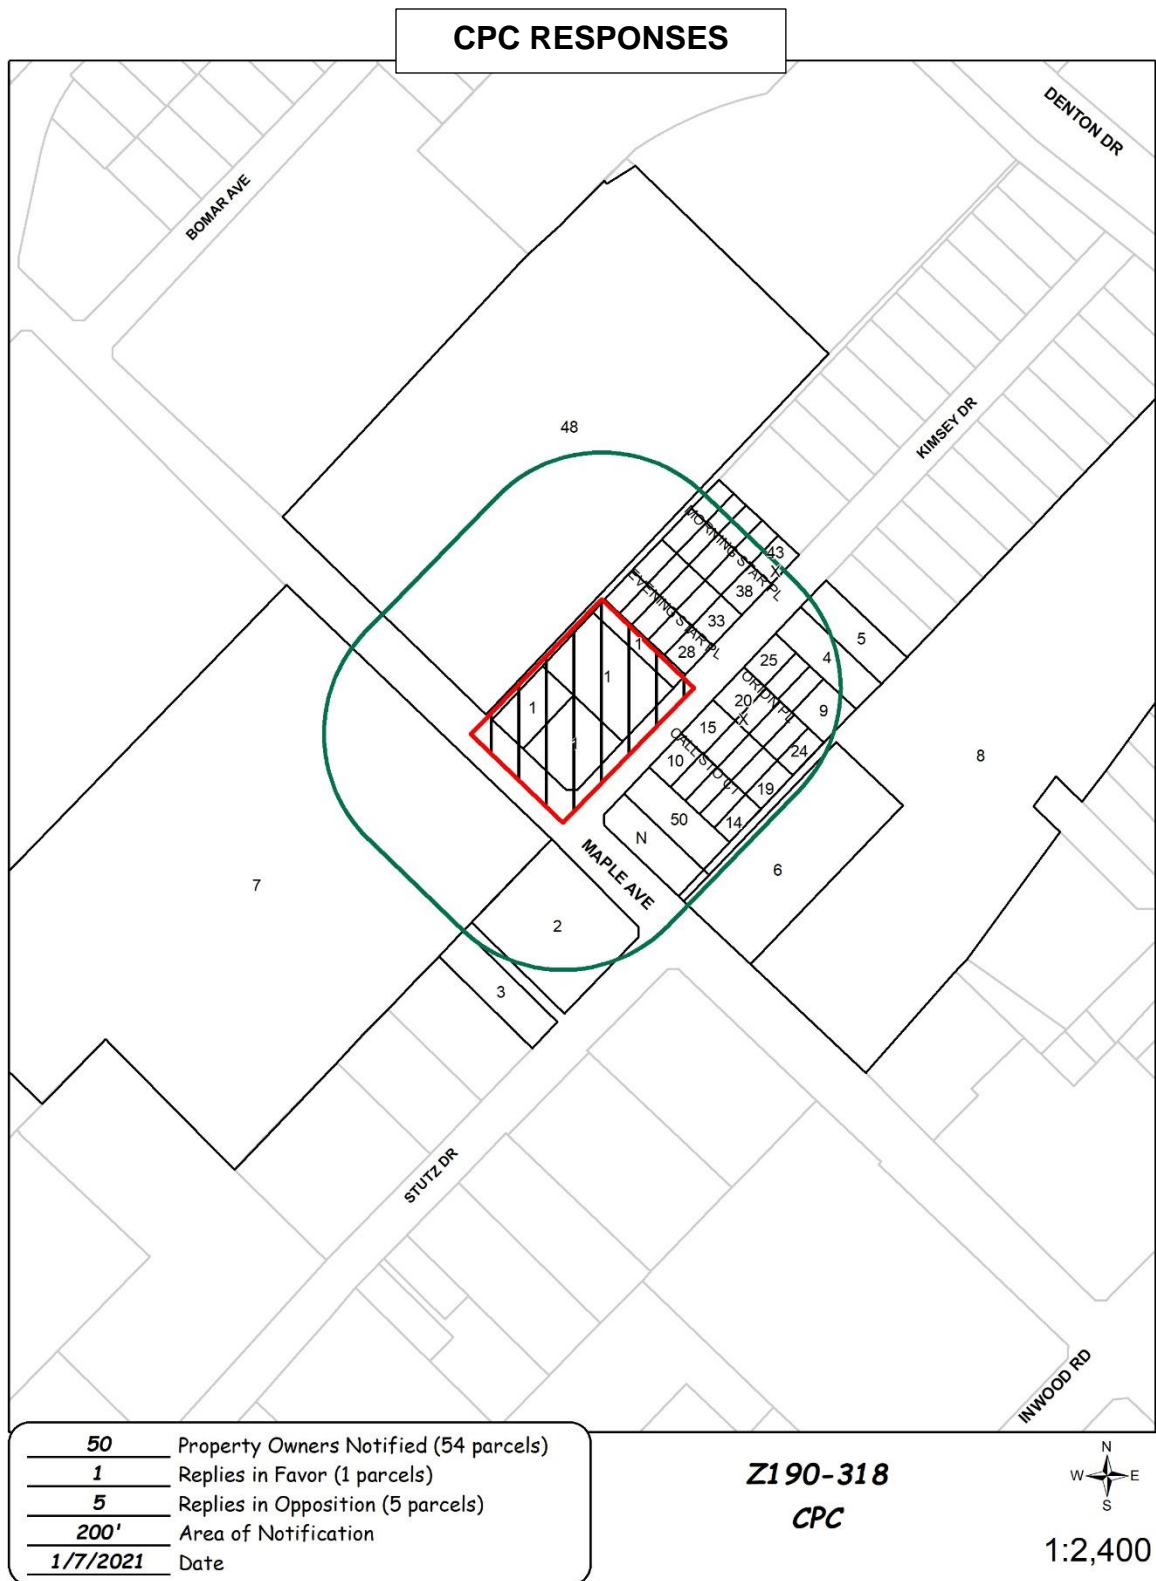 CPC RESPONSES
DENTON DR
BOMAR AVE
KIMSEY DR
48
MORNING STAR PL
43
X
38
EVENING STAR PL
33
5
1
28
4
25
1
ORION PL
20
9
1
15
X
CALLISTO CT
24
1
10
8
19
50
14
N
MAPLE AVE
6
7
2
3
STUTZ DR
INWOOD RD
50 Property Owners Notified (54 parcels)
1 Replies in Favor (1 parcels)
5 Replies in Opposition (5 parcels)
200' Area of Notification
1/7/2021 Date
Z190-318
CPC
N
W E
S
1:2,400